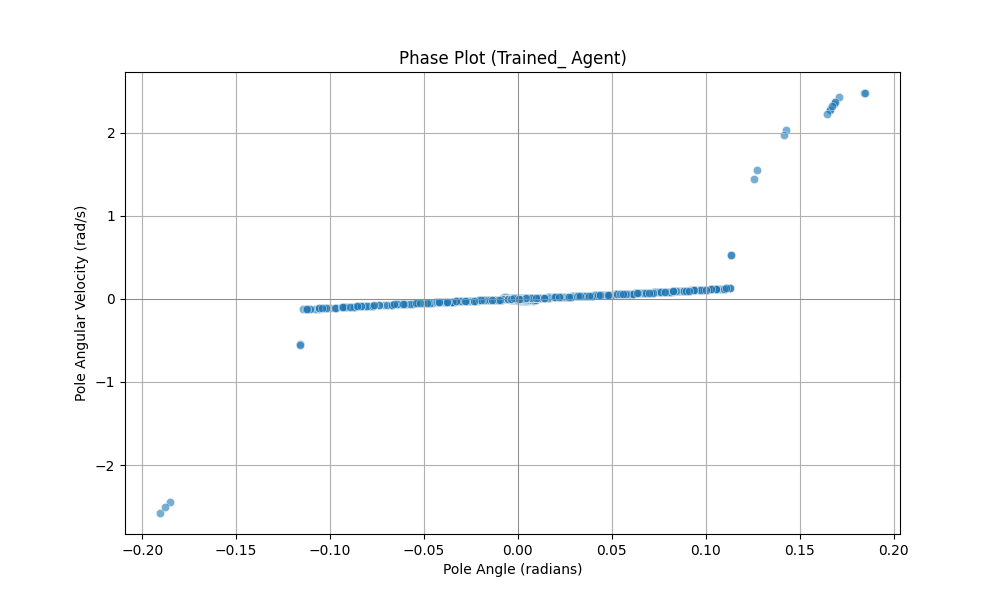 Phase Plot (Trained_ Agent)
Pole Angular Velocity (rad/s)
2
1
0
−1
−2
−0.20 −0.15 −0.10 −0.05 0.00 0.05 0.10 0.15 0.20
Pole Angle (radians)